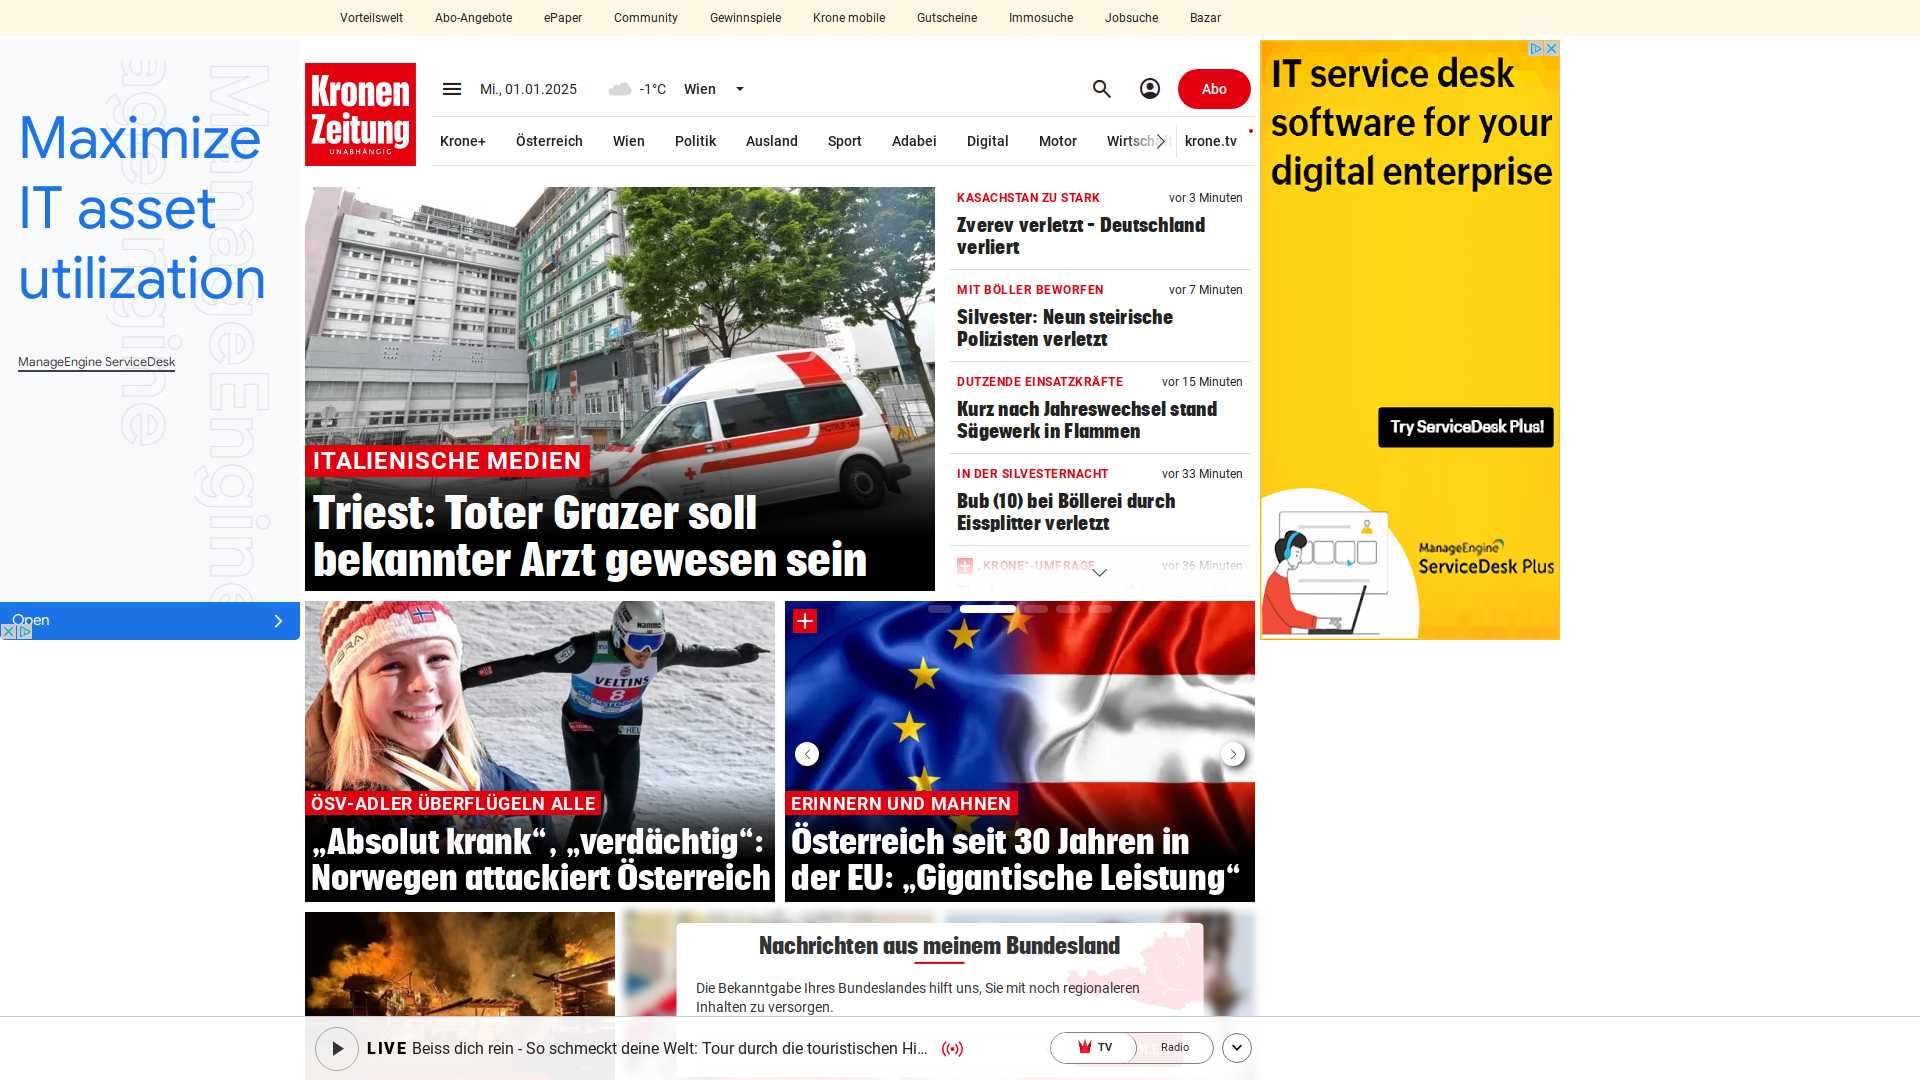 Vorteilswelt Abo-Angebote ePaper Community Gewinnspiele Krone mobile Gutscheine Immosuche Jobsuche Bazar
Kronen
Zeitung
UNABHÄNGIG
Mi., 01.01.2025 -1°C Wien
Abo
Krone+ Österreich Wien Politik Ausland Sport Adabei Digital Motor Wirtschaft krone.tv
Maximize
IT asset
utilization
ManageEngine ServiceDesk
ManageEngine
ManageEngine
Open
ITALIENISCHE MEDIEN
Triest: Toter Grazer soll
bekannter Arzt gewesen sein
KASACHSTAN ZU STARK vor 3 Minuten
Zverev verletzt - Deutschland
verliert
MIT BÖLLER BEWORFEN vor 7 Minuten
Silvester: Neun steirische
Polizisten verletzt
DUTZENDE EINSATZKRÄFTE vor 15 Minuten
Kurz nach Jahreswechsel stand
Sägewerk in Flammen
IN DER SILVESTERNACHT vor 33 Minuten
Bub (10) bei Böllerei durch
Eissplitter verletzt
„KRONE“-UMFRAGE vor 36 Minuten
IT service desk
software for your
digital enterprise
Try ServiceDesk Plus!
ManageEngine
ServiceDesk Plus
VELTINS
8
ÖSV-ADLER ÜBERFLÜGELN ALLE
„Absolut krank“, „verdächtig“:
Norwegen attackiert Österreich
ERINNERN UND MAHNEN
Österreich seit 30 Jahren in
der EU: „Gigantische Leistung“
Nachrichten aus meinem Bundesland
Die Bekanntgabe Ihres Bundeslandes hilft uns, Sie mit noch regionaleren
Inhalten zu versorgen.
LIVE Beiss dich rein - So schmeckt deine Welt: Tour durch die touristischen Hi...
TV Radio